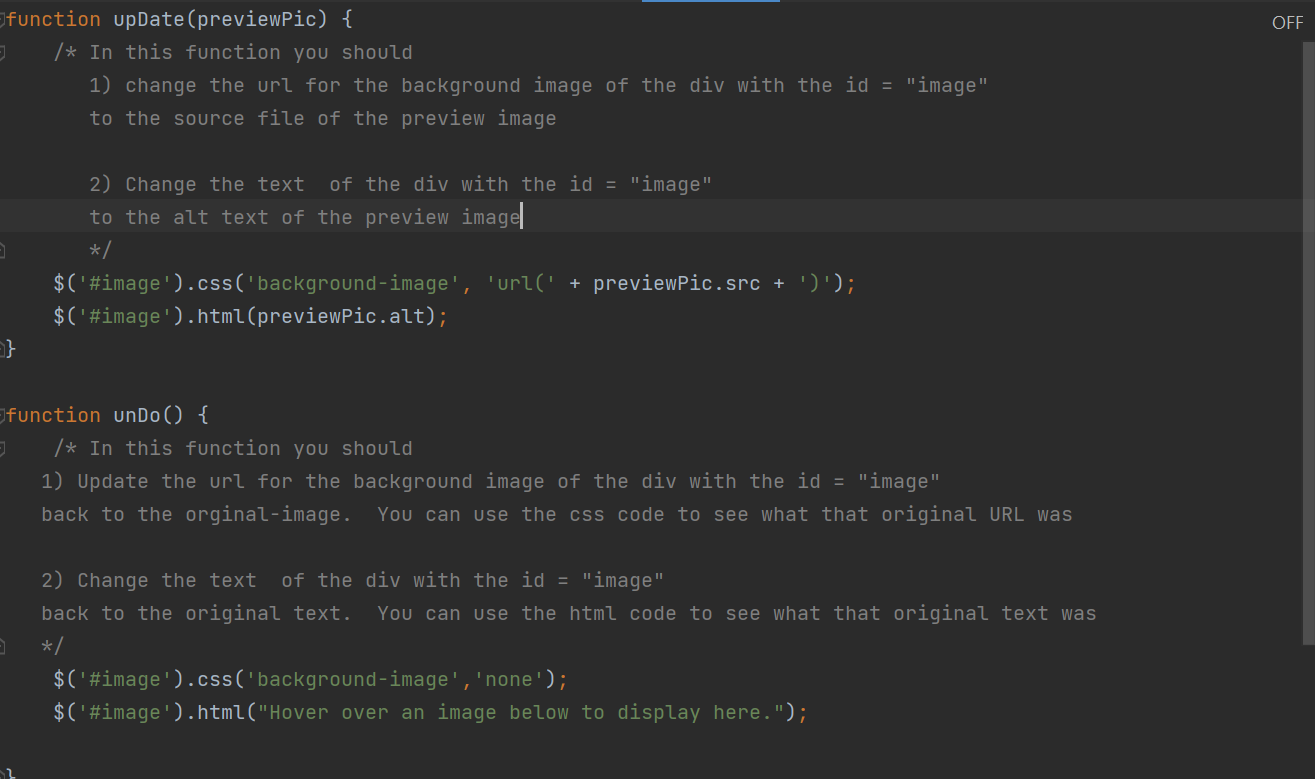 function upDate(previewPic) {
OFF
/* In this function you should
1) change the url for the background image of the div with the id = "image"
to the source file of the preview image
2) Change the text  of the div with the id = "image"
to the alt text of the preview image
*/
$('#image').css('background-image', 'url(' + previewPic.src + ')');
$('#image').html(previewPic.alt);
}
function unDo() {
/* In this function you should
1) Update the url for the background image of the div with the id = "image"
back to the orginal-image.  You can use the css code to see what that original URL was
2) Change the text  of the div with the id = "image"
back to the original text.  You can use the html code to see what that original text was
*/
$('#image').css('background-image','none');
$('#image').html("Hover over an image below to display here.");
}